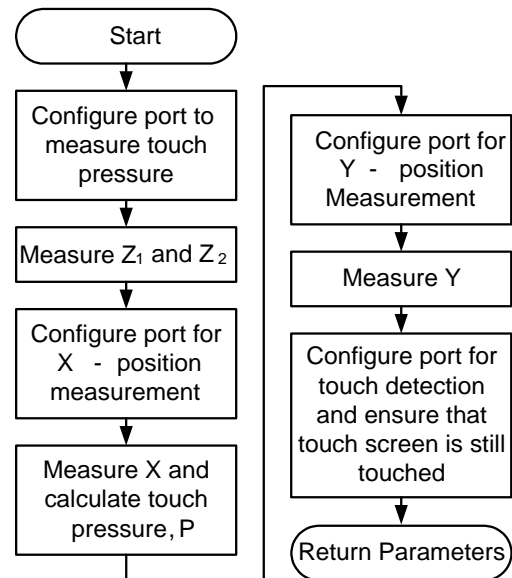 Start
Configure port to
measure touch
pressure
Measure Z₁ and Z₂
Configure port for
X - position
measurement
Measure X and
calculate touch
pressure, P
Configure port for
Y - position
Measurement
Measure Y
Configure port for
touch detection
and ensure that
touch screen is still
touched
Return Parameters